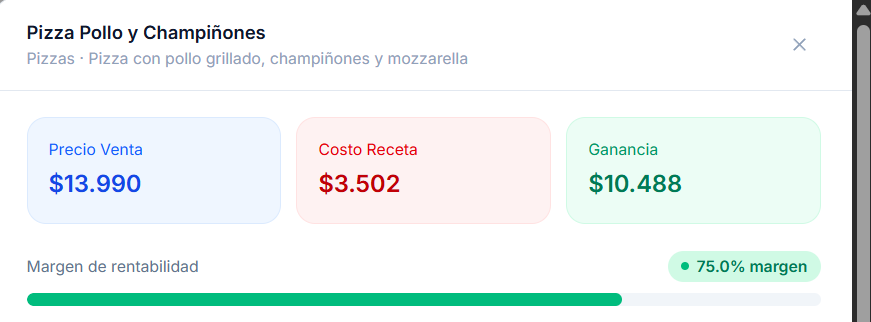 Pizza Pollo y Champiñones
Pizzas · Pizza con pollo grillado, champiñones y mozzarella
Precio Venta
$13.990
Costo Receta
$3.502
Ganancia
$10.488
Margen de rentabilidad
75.0% margen